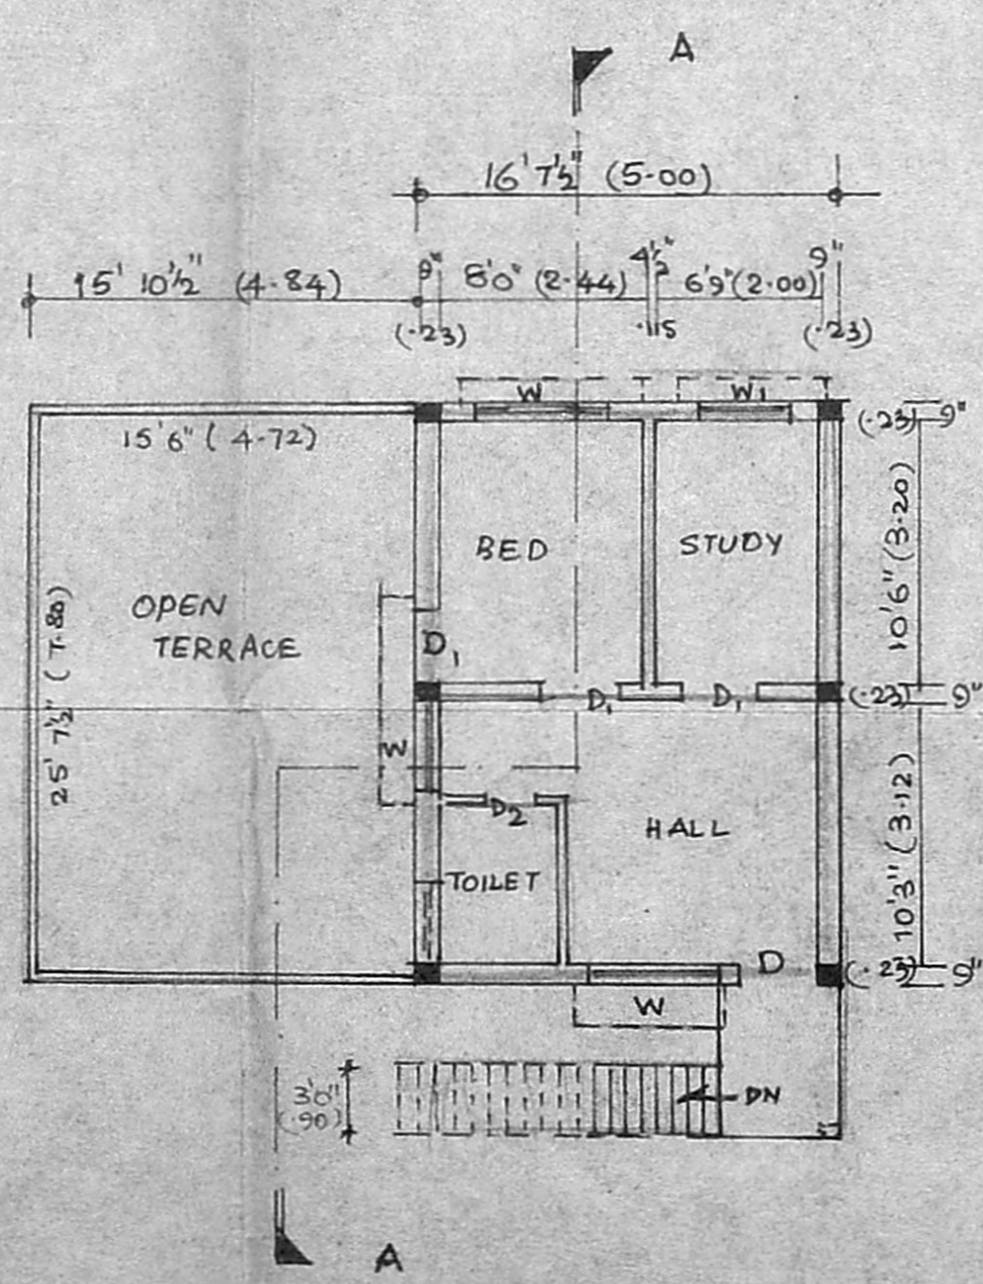 A
16' 7½" (5.00)
15' 10½" (4.84)
9"
8'0" (2.44)
4½"
6'9" (2.00)
9"
(.23)
.115
(.23)
W
W1
15'6" (4.72)
(.23) 9"
BED
STUDY
10'6" (3.20)
OPEN
TERRACE
25' 7½" (7.80)
D1
D1
D1
(.23) 9"
W
D2
HALL
10'3" (3.12)
TOILET
D
(.23) 9"
W
3'0"
(.90)
DN
A